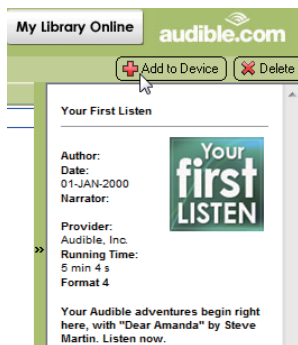 My Library Online
audible.com
Add to Device
Delete
Your First Listen
Author:
Date:
01-JAN-2000
Narrator:
Provider:
Audible, Inc.
Running Time:
5 min 4 s
Format 4
Your
first
LISTEN
»
Your Audible adventures begin right
here, with "Dear Amanda" by Steve
Martin. Listen now.